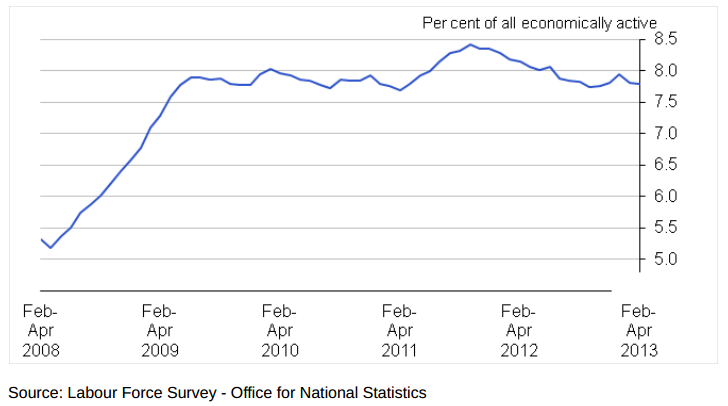 Per cent of all economically active
8.5
8.0
7.5
7.0
6.5
6.0
5.5
5.0
Feb-
Apr
2008
Feb-
Apr
2009
Feb-
Apr
2010
Feb-
Apr
2011
Feb-
Apr
2012
Feb-
Apr
2013
Source: Labour Force Survey - Office for National Statistics